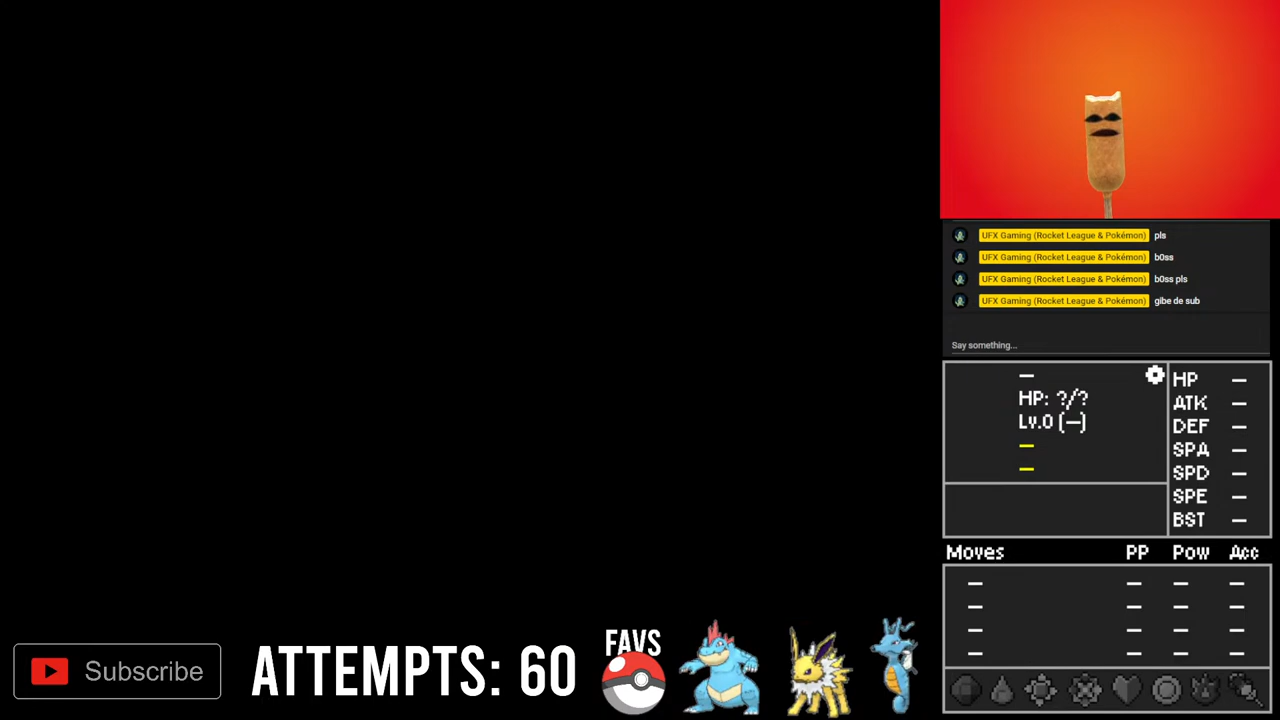 UFX Gaming (Rocket League & Pokémon) pls
UFX Gaming (Rocket League & Pokémon) b0ss
UFX Gaming (Rocket League & Pokémon) b0ss pls
UFX Gaming (Rocket League & Pokémon) gibe de sub
Say something...
—
HP: ?/?
Lv.0 (—)
—
—
HP —
ATK —
DEF —
SPA —
SPD —
SPE —
BST —
Moves PP Pow Acc
— — — —
— — — —
— — — —
— — — —
Subscribe
ATTEMPTS: 60
FAVS